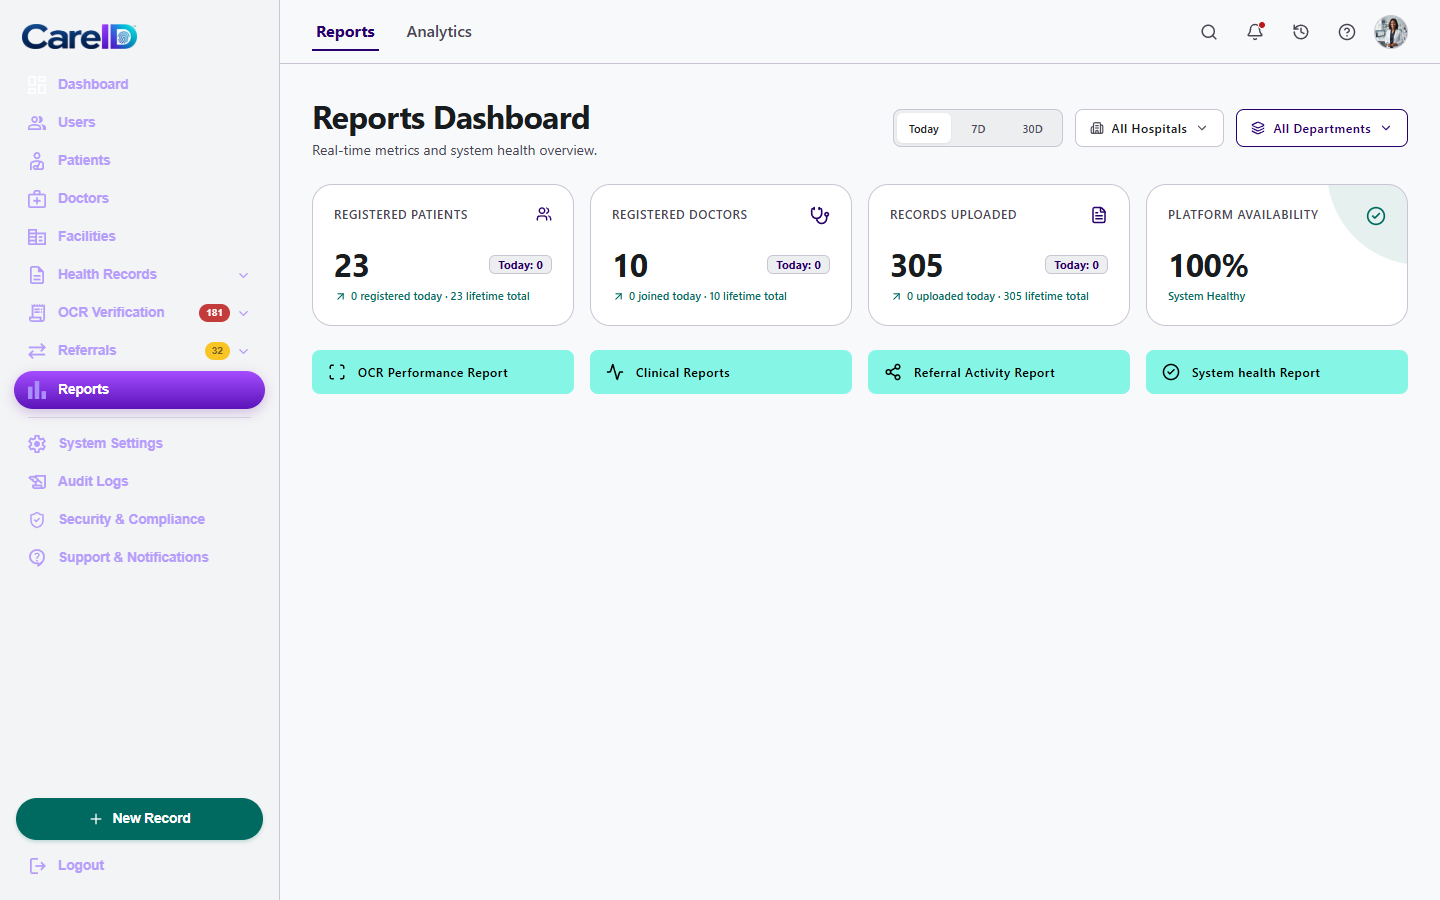 CareID
Dashboard
Users
Patients
Doctors
Facilities
Health Records
OCR Verification 181
Referrals 32
Reports
System Settings
Audit Logs
Security & Compliance
Support & Notifications
New Record
Logout
Reports Analytics
Reports Dashboard
Real-time metrics and system health overview.
Today 7D 30D All Hospitals All Departments
REGISTERED PATIENTS
23 Today: 0
0 registered today · 23 lifetime total
REGISTERED DOCTORS
10 Today: 0
0 joined today · 10 lifetime total
RECORDS UPLOADED
305 Today: 0
0 uploaded today · 305 lifetime total
PLATFORM AVAILABILITY
100%
System Healthy
OCR Performance Report
Clinical Reports
Referral Activity Report
System health Report